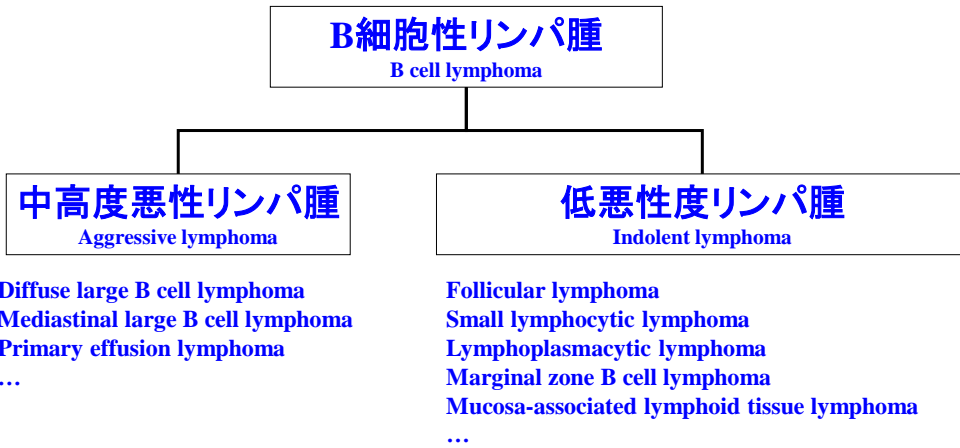 B細胞性リンパ腫
B cell lymphoma
中高度悪性リンパ腫
Aggressive lymphoma
低悪性度リンパ腫
Indolent lymphoma
Diffuse large B cell lymphoma
Mediastinal large B cell lymphoma
Primary effusion lymphoma
…
Follicular lymphoma
Small lymphocytic lymphoma
Lymphoplasmacytic lymphoma
Marginal zone B cell lymphoma
Mucosa-associated lymphoid tissue lymphoma
…